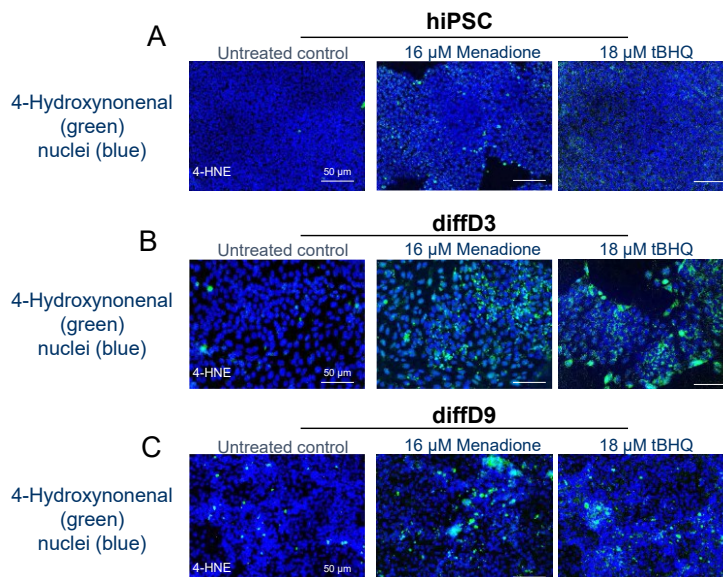 hiPSC
A
Untreated control
16 µM Menadione
18 µM tBHQ
4-Hydroxynonenal
(green)
nuclei (blue)
4-HNE
50 µm
diffD3
B
Untreated control
16 µM Menadione
18 µM tBHQ
4-Hydroxynonenal
(green)
nuclei (blue)
4-HNE
50 µm
diffD9
C
Untreated control
16 µM Menadione
18 µM tBHQ
4-Hydroxynonenal
(green)
nuclei (blue)
4-HNE
50 µm